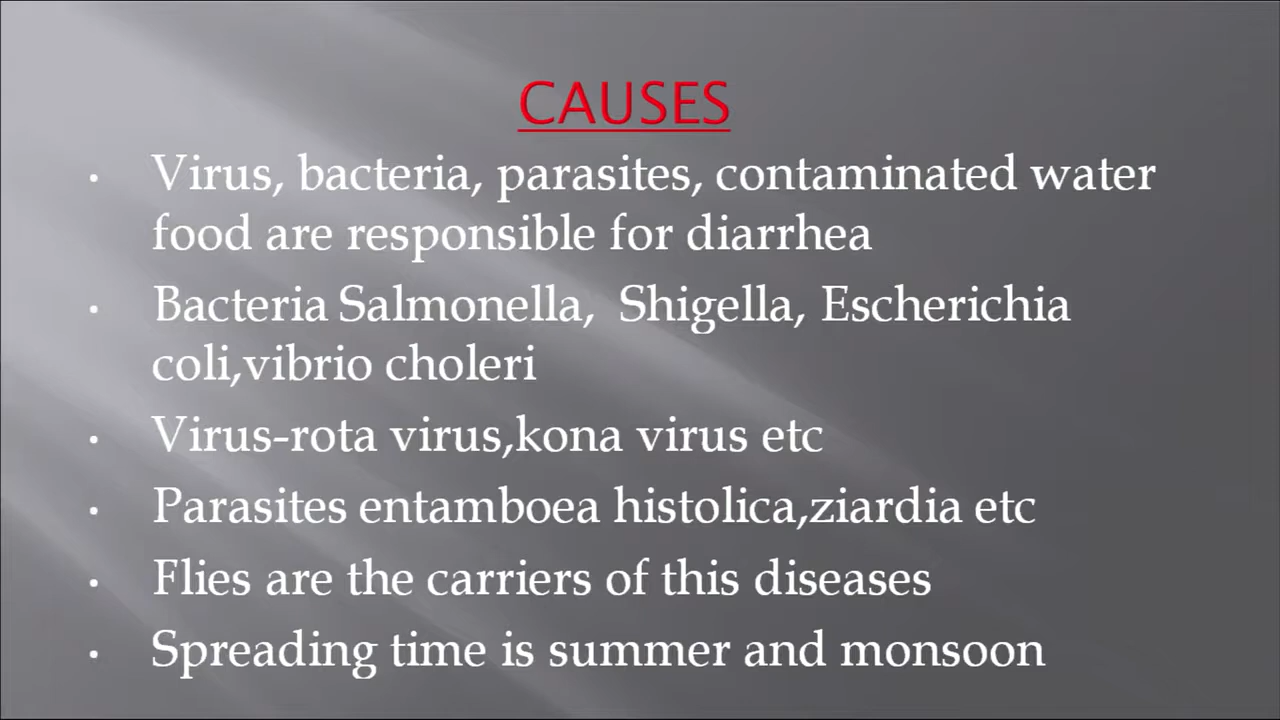 CAUSES
• Virus, bacteria, parasites, contaminated water
food are responsible for diarrhea
• Bacteria Salmonella, Shigella, Escherichia
coli,vibrio choleri
• Virus-rota virus,kona virus etc
• Parasites entamboea histolica,ziardia etc
• Flies are the carriers of this diseases
• Spreading time is summer and monsoon